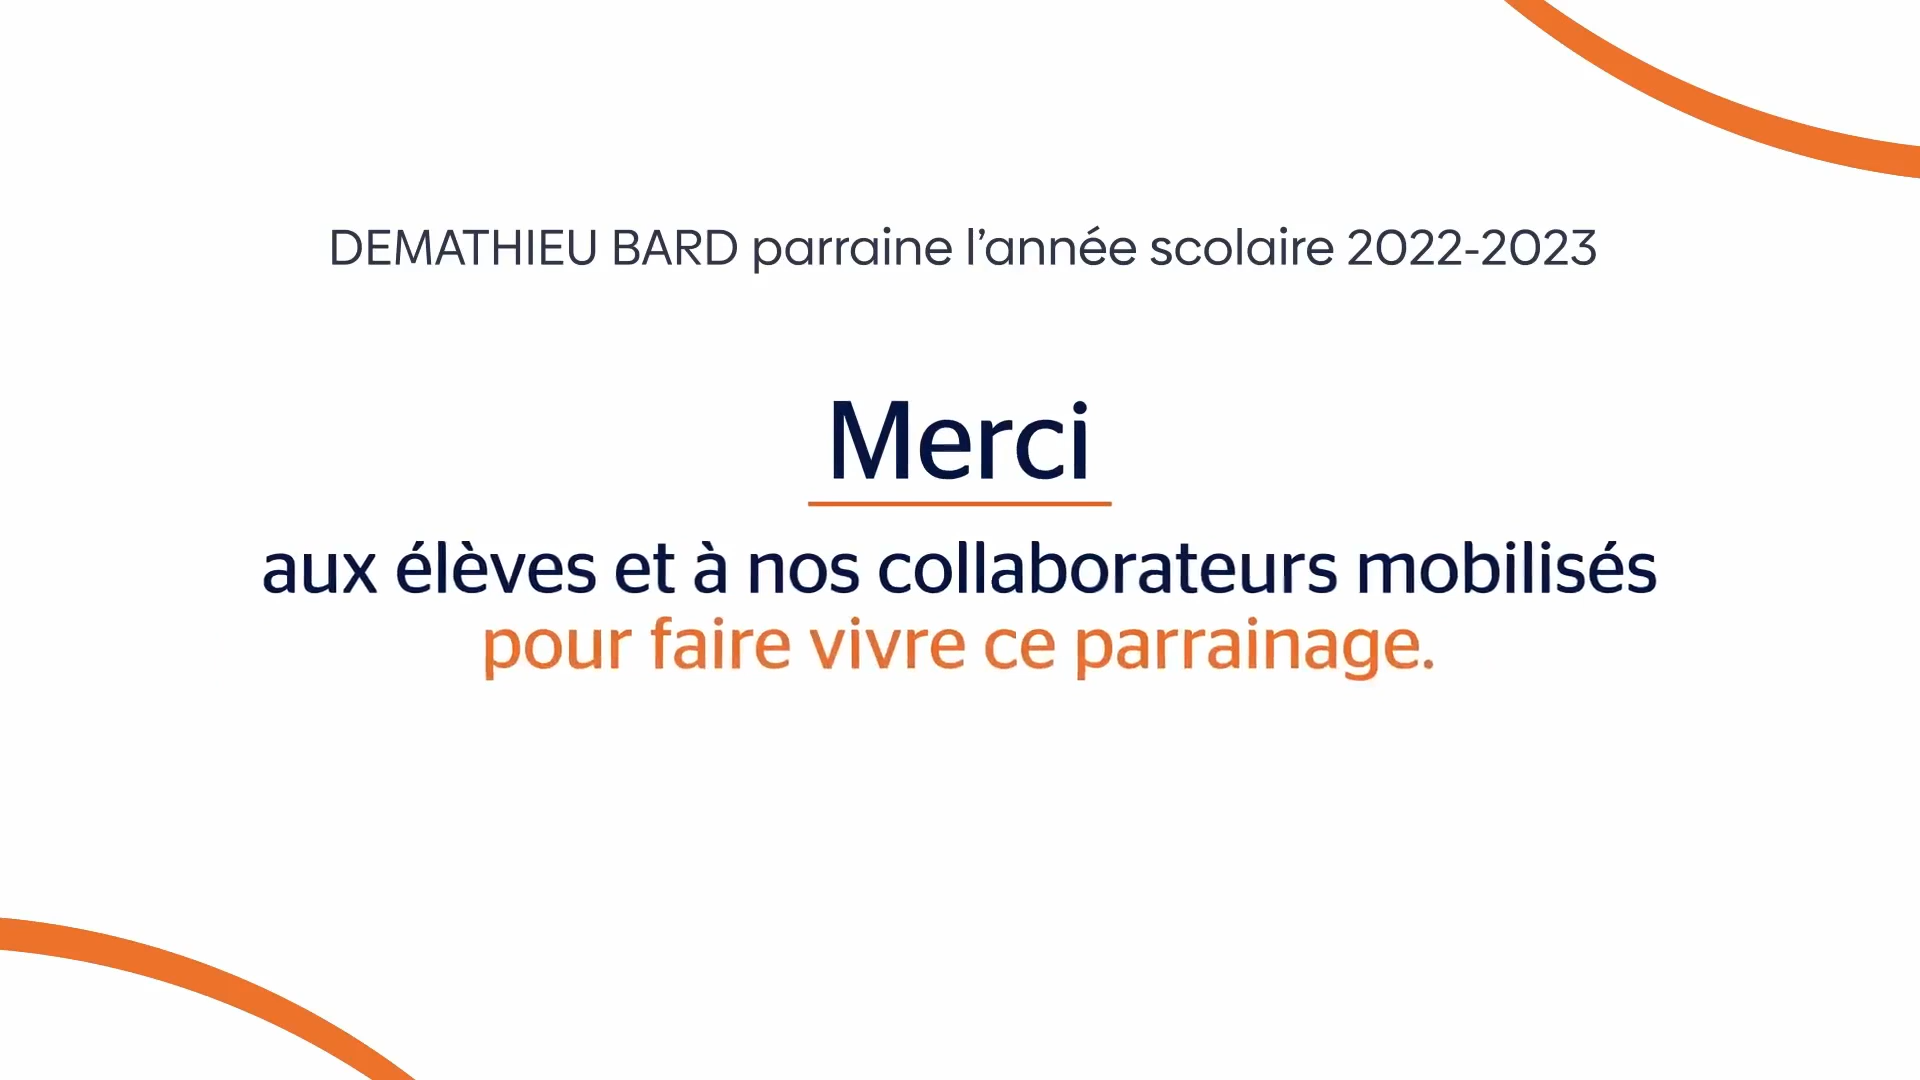 DEMATHIEU BARD parraine l’année scolaire 2022-2023
Merci
aux élèves et à nos collaborateurs mobilisés
pour faire vivre ce parrainage.